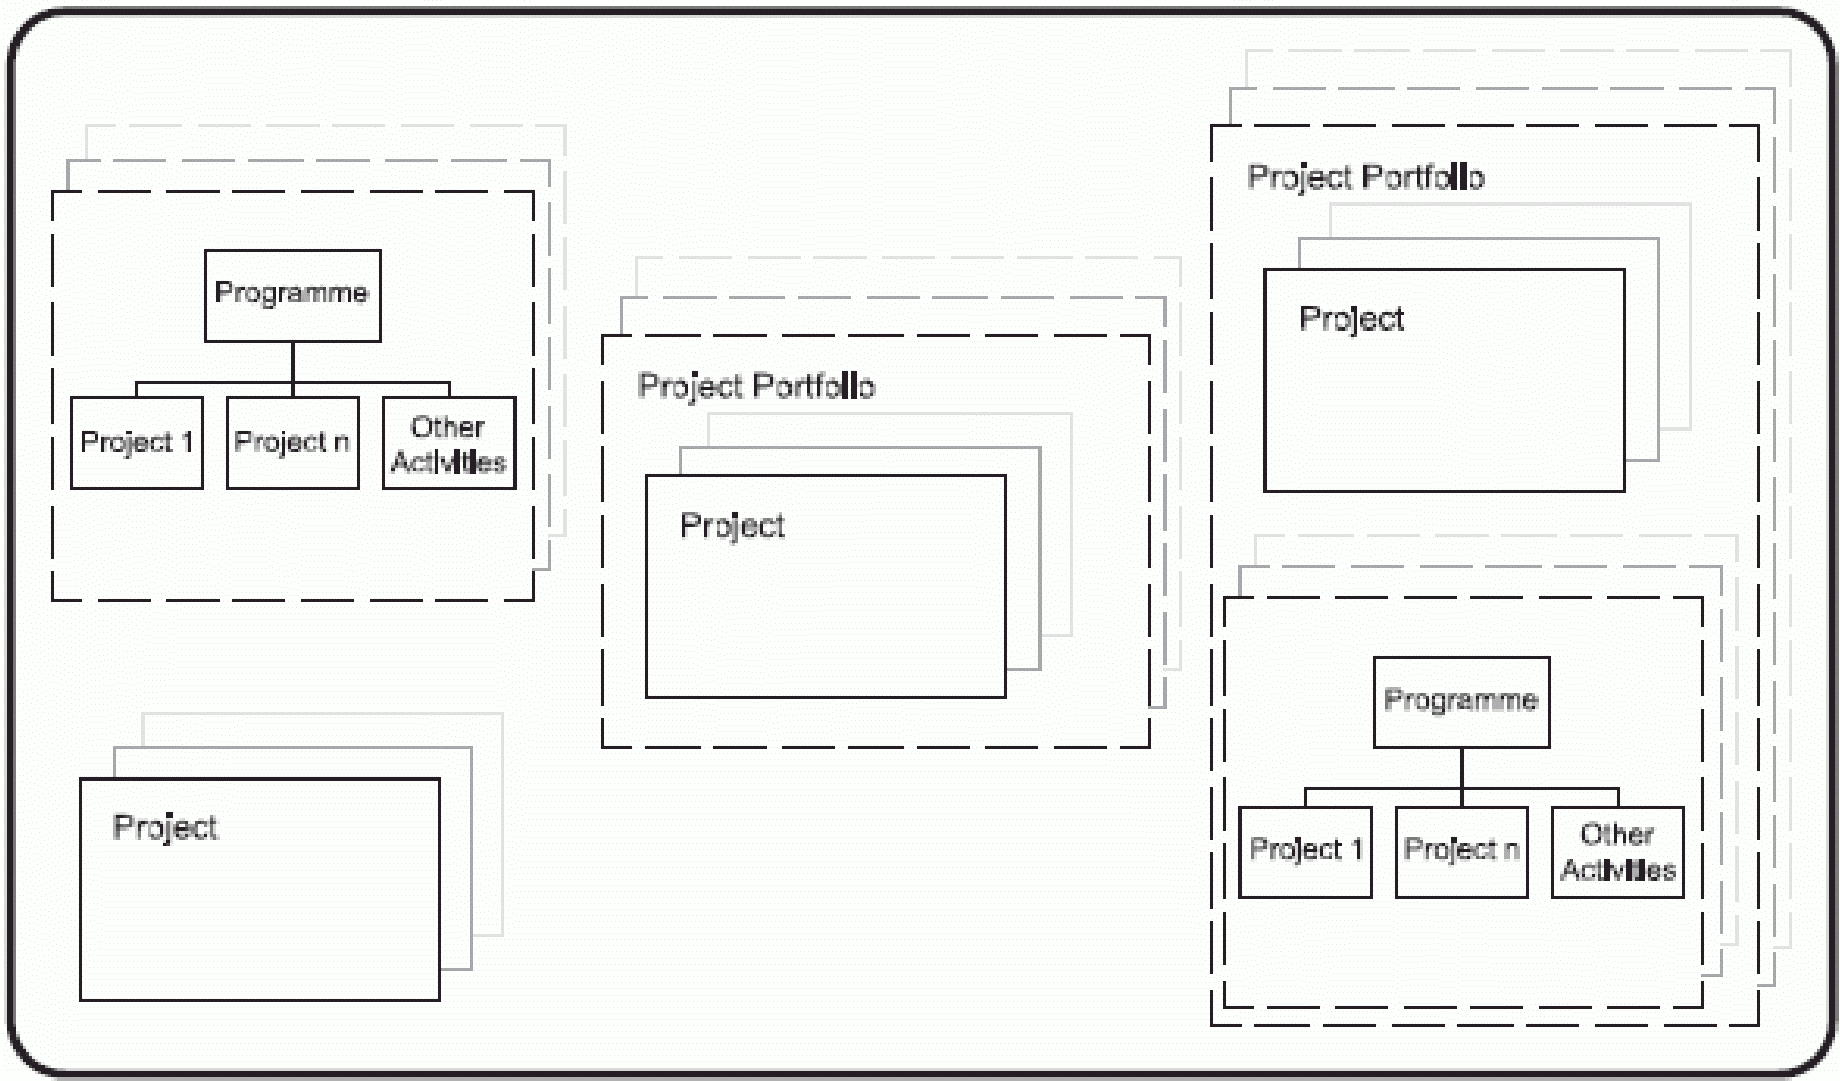 Programme
Project 1
Project n
Other
Activities
Project
Project Portfolio
Project
Project Portfolio
Project
Programme
Project 1
Project n
Other
Activities